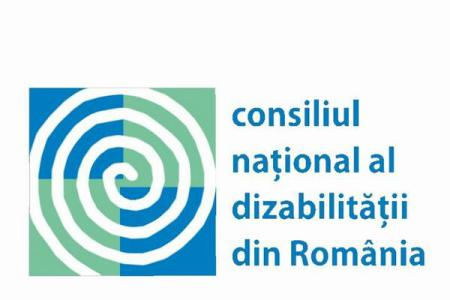 consiliul
național al
dizabilității
din România